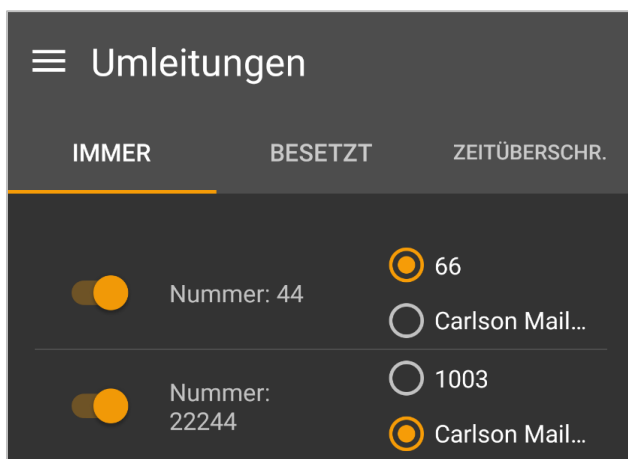 Umleitungen
IMMER
BESETZT
ZEITÜBERSCHR.
Nummer: 44
66
Carlson Mail...
Nummer:
22244
1003
Carlson Mail...